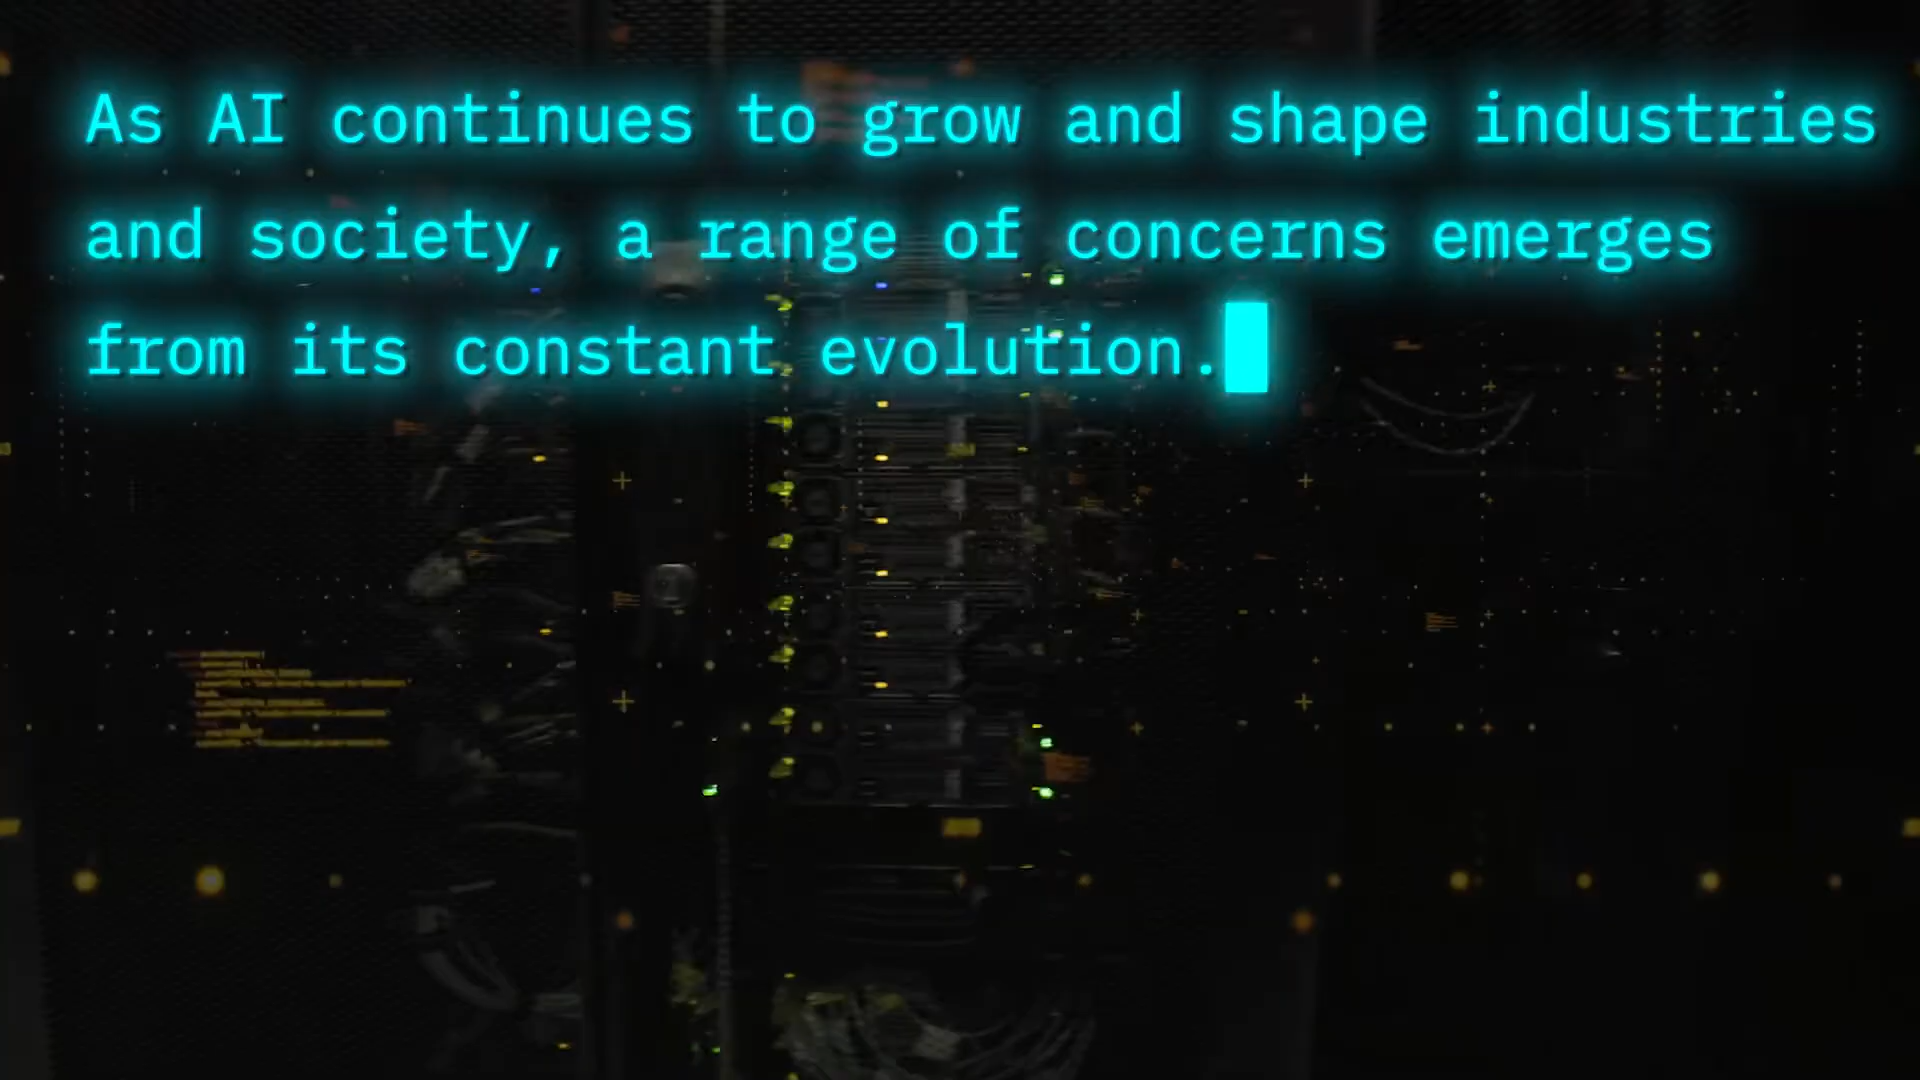 As AI continues to grow and shape industries
and society, a range of concerns emerges
from its constant evolution.